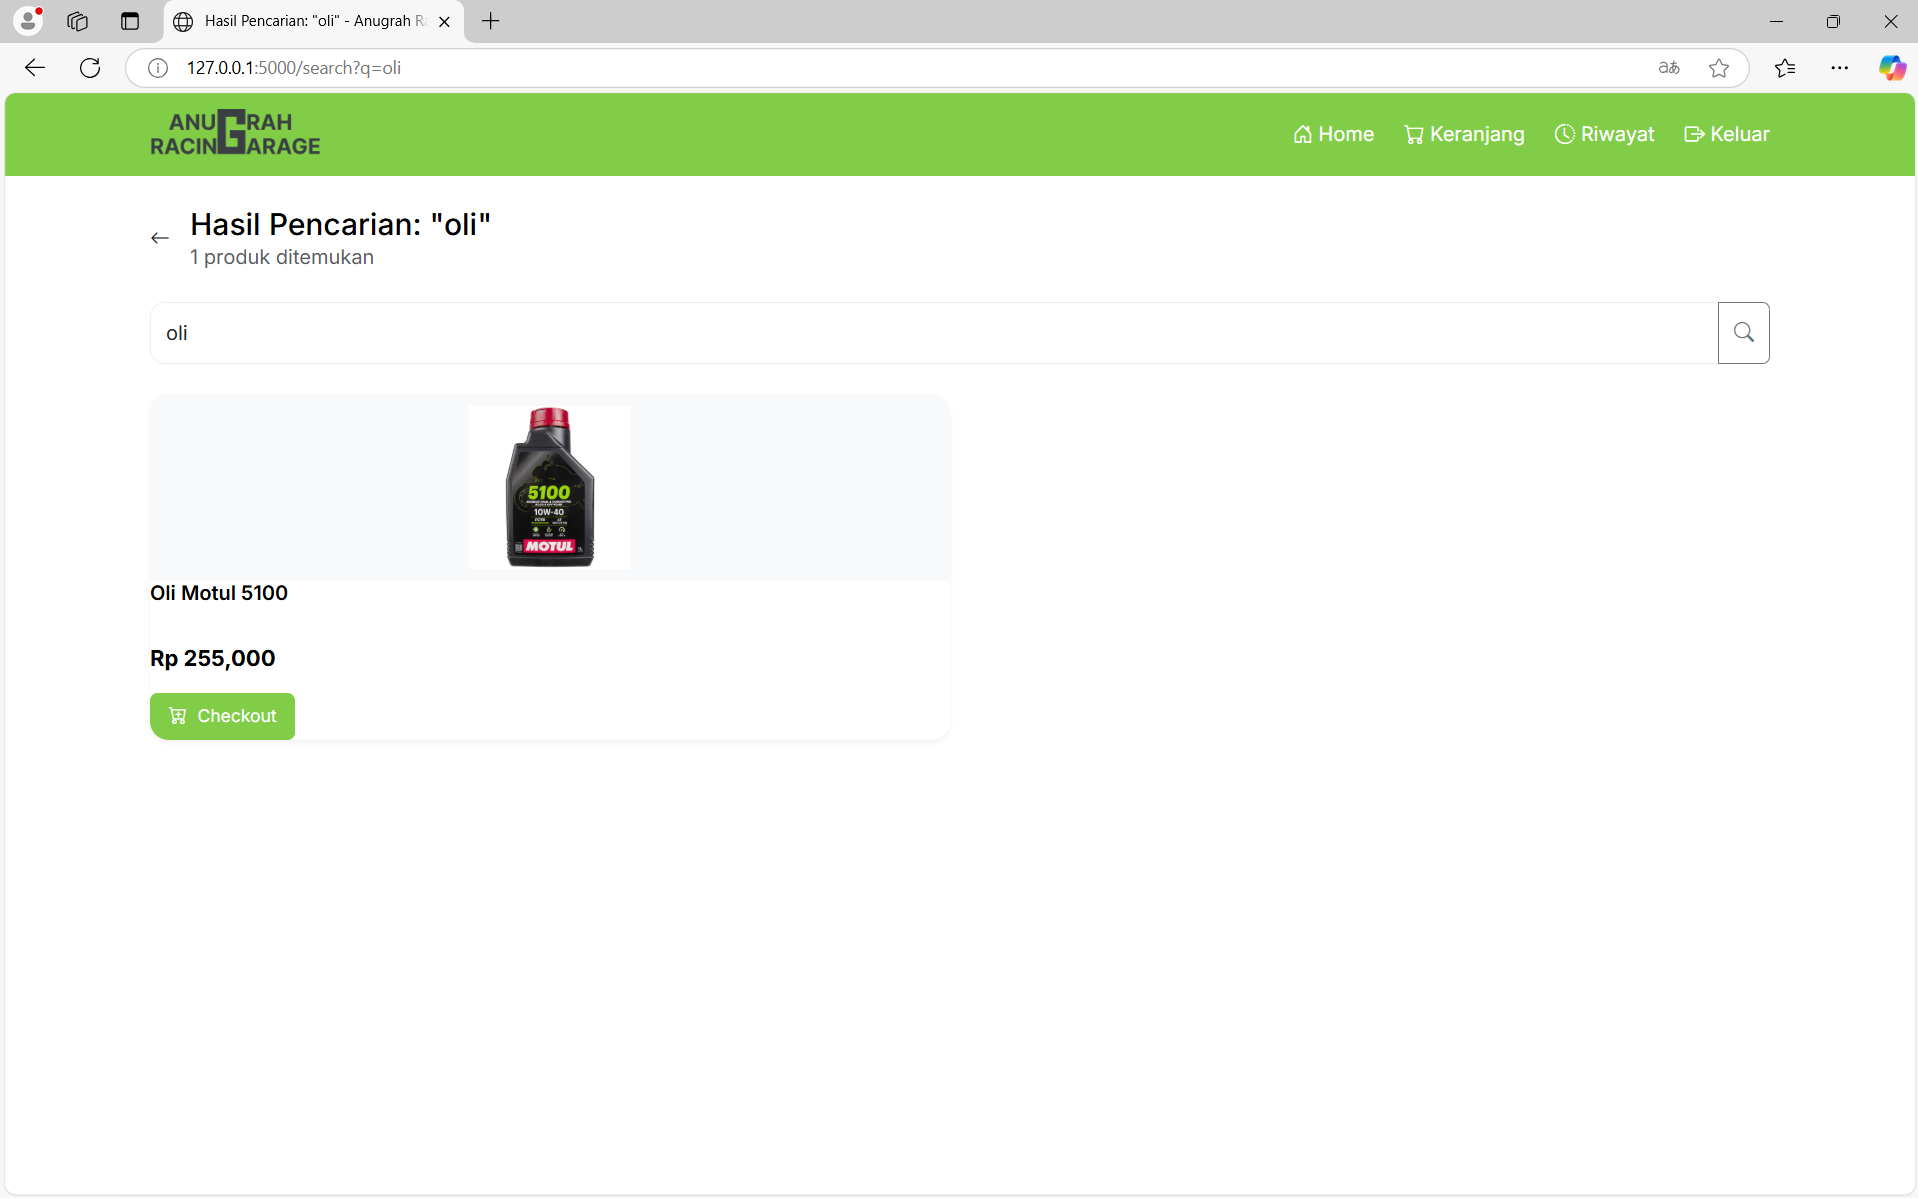 Hasil Pencarian: "oli" - Anugrah Ra
127.0.0.1:5000/search?q=oli
ANUGRAH
RACINGARAGE
Home
Keranjang
Riwayat
Keluar
Hasil Pencarian: "oli"
1 produk ditemukan
oli
5100
10W-40
MOTUL
Oli Motul 5100
Rp 255,000
Checkout